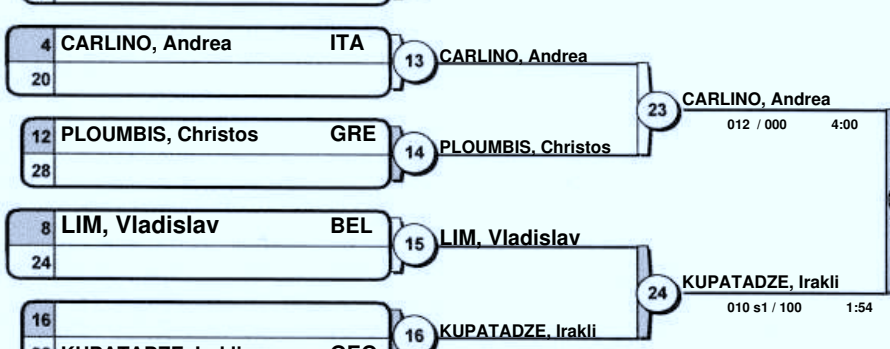 4 CARLINO, Andrea ITA
20
13 CARLINO, Andrea
12 PLOUMBIS, Christos GRE
28
14 PLOUMBIS, Christos
23 CARLINO, Andrea
012 / 000 4:00
8 LIM, Vladislav BEL
24
15 LIM, Vladislav
16
16 KUPATADZE, Irakli
24 KUPATADZE, Irakli
010 s1 / 100 1:54